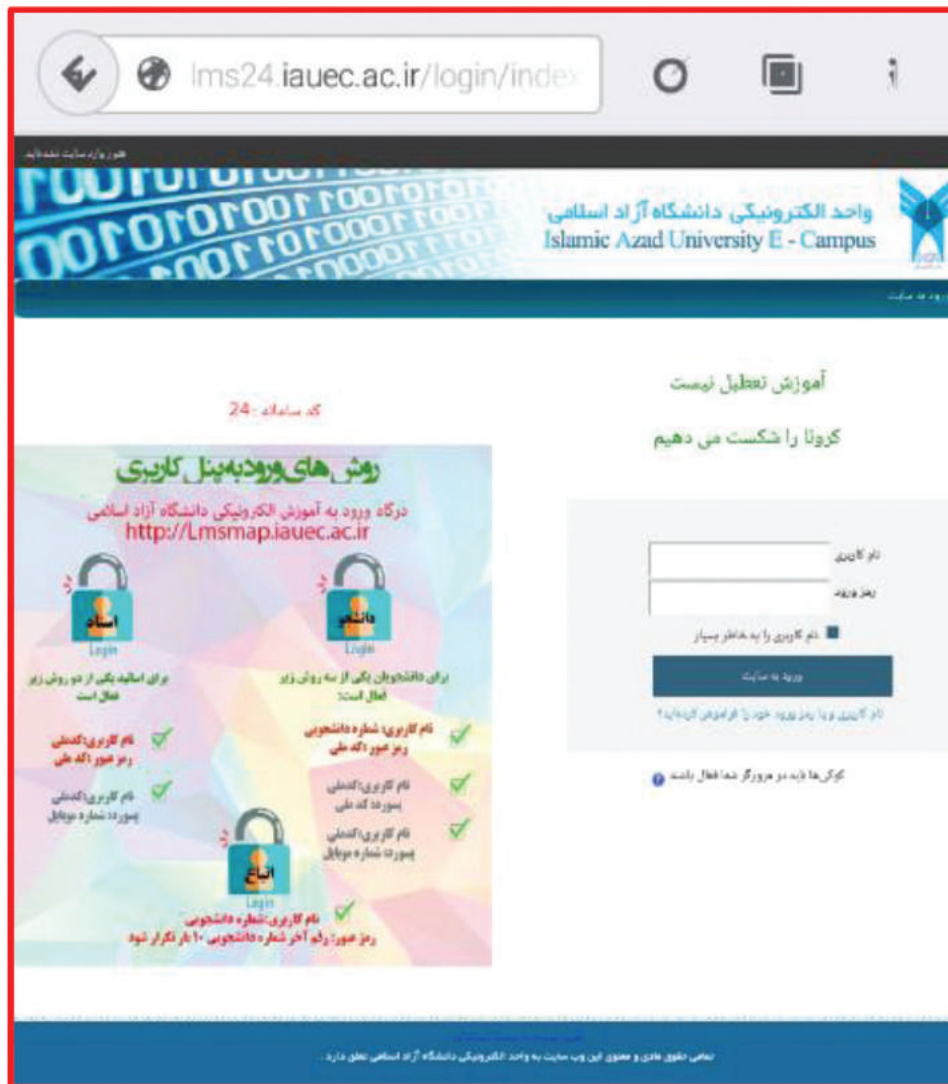 lms24.iauec.ac.ir/login/index
هنوز وارد سایت نشده‌اید.
واحد الکترونیکی دانشگاه آزاد اسلامی
Islamic Azad University E - Campus
ورود به سایت
آموزش تعطیل نیست
کرونا را شکست می دهیم
نام کاربری
رمز ورود
نام کاربری را به خاطر بسپار
ورود به سایت
نام کاربری و یا رمز ورود خود را فراموش کرده‌اید؟
کوکی‌ها باید در مرورگر شما فعال باشند
کد سامانه : 24
روش های ورود به پنل کاربری
درگاه ورود به آموزش الکترونیکی دانشگاه آزاد اسلامی
http://Lmsmap.iauec.ac.ir
دانشجو
Login
برای دانشجویان یکی از سه روش زیر
فعال است:
نام کاربری: شماره دانشجویی
رمز عبور :کد ملی
نام کاربری:کدملی
پسورد: کد ملی
نام کاربری:کدملی
پسورد: شماره موبایل
استاد
Login
برای اساتید یکی از دو روش زیر
فعال است
نام کاربری:کدملی
رمز عبور :کد ملی
نام کاربری:کدملی
پسورد: شماره موبایل
اتباع
Login
نام کاربری:شماره دانشجویی
رمز عبور: رقم آخر شماره دانشجویی ۱۰ بار تکرار شود
تمامی حقوق مادی و معنوی این وب سایت به واحد الکترونیکی دانشگاه آزاد اسلامی تعلق دارد .